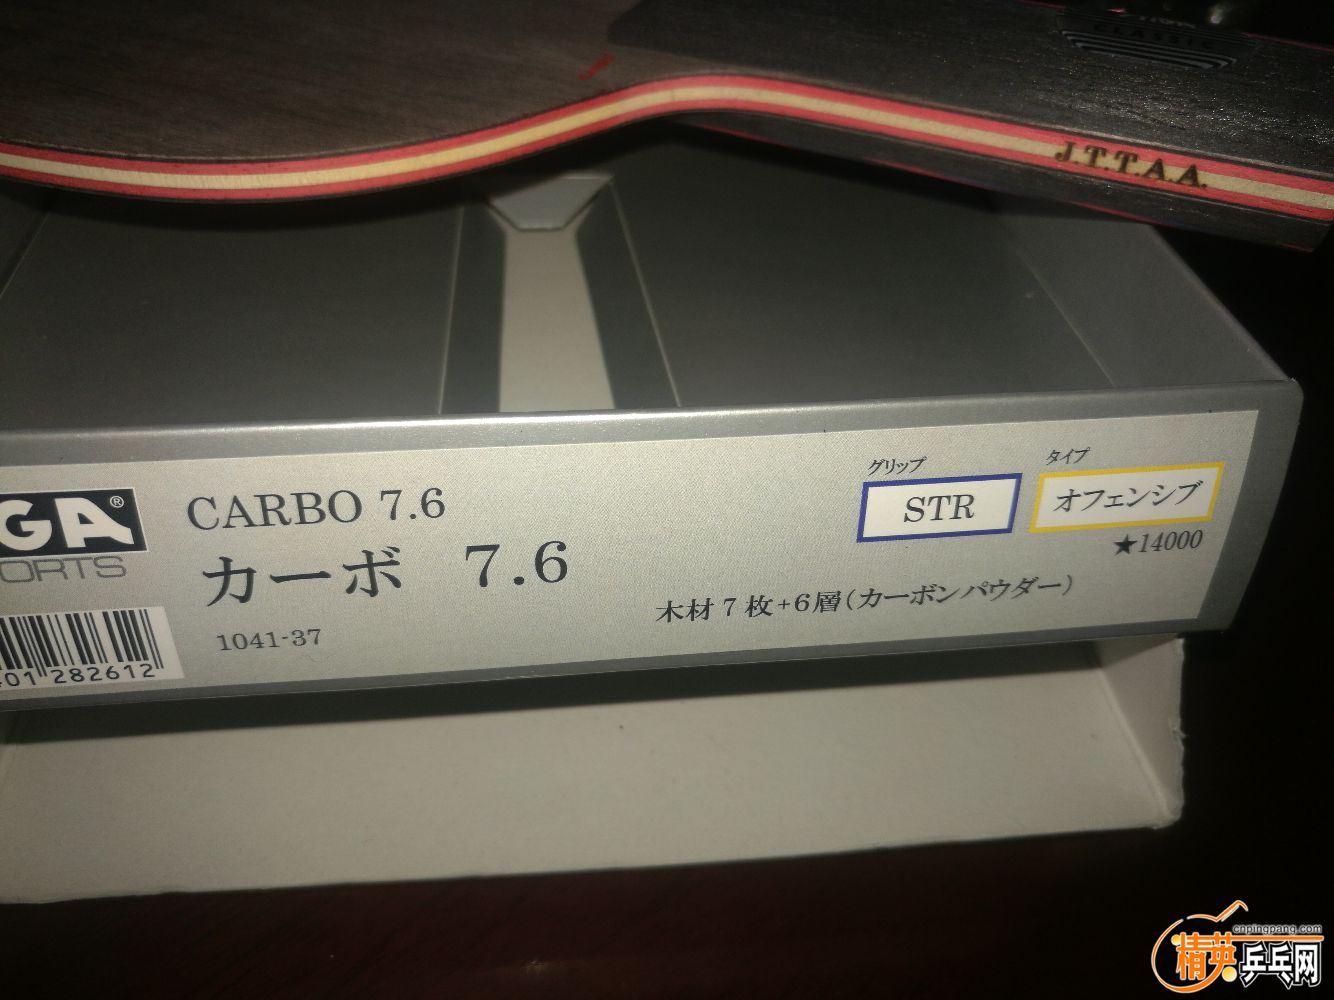 CLASSIC
J.T.T.A.A.
GA®
ORTS
CARBO 7.6
カーボ 7.6
1041-37
01 282612
グリップ
STR
タイプ
オフェンシブ
★14000
木材7枚+6層(カーボンパウダー)
cnpingpang.com
精英乒乓网